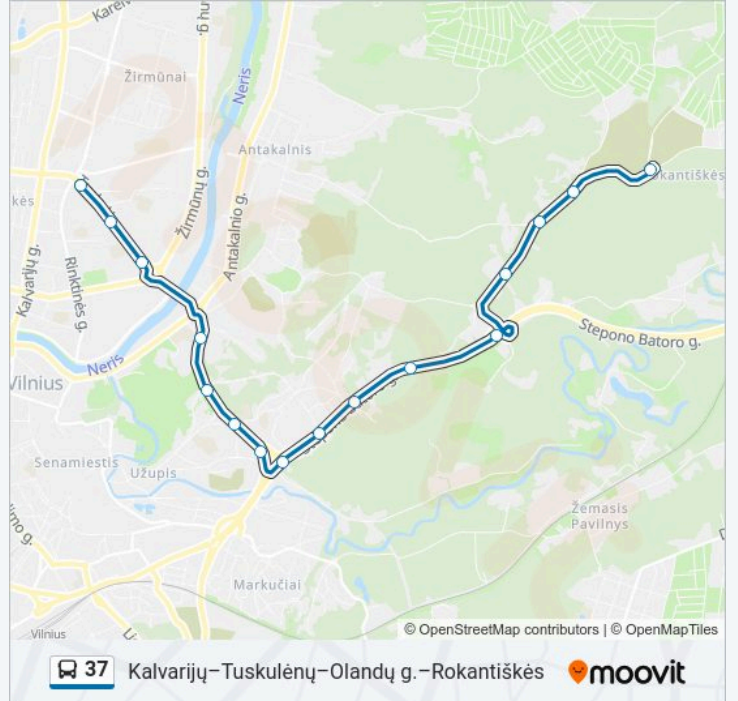 Žirmūnai
Neris
Antakalnis
Rokantiškės
kės
Žirmūnų g.
Antakalnio g.
Kalvarijų g.
Rinktinės g.
Stepono Batoro g.
Neris
Vilnius
Senamiestis
Užupis
Žemasis
Pavilnys
Markučiai
Vilnius
© OpenStreetMap contributors | © OpenMapTiles
37 Kalvarijų–Tuskulėnų–Olandų g.–Rokantiškės moovit